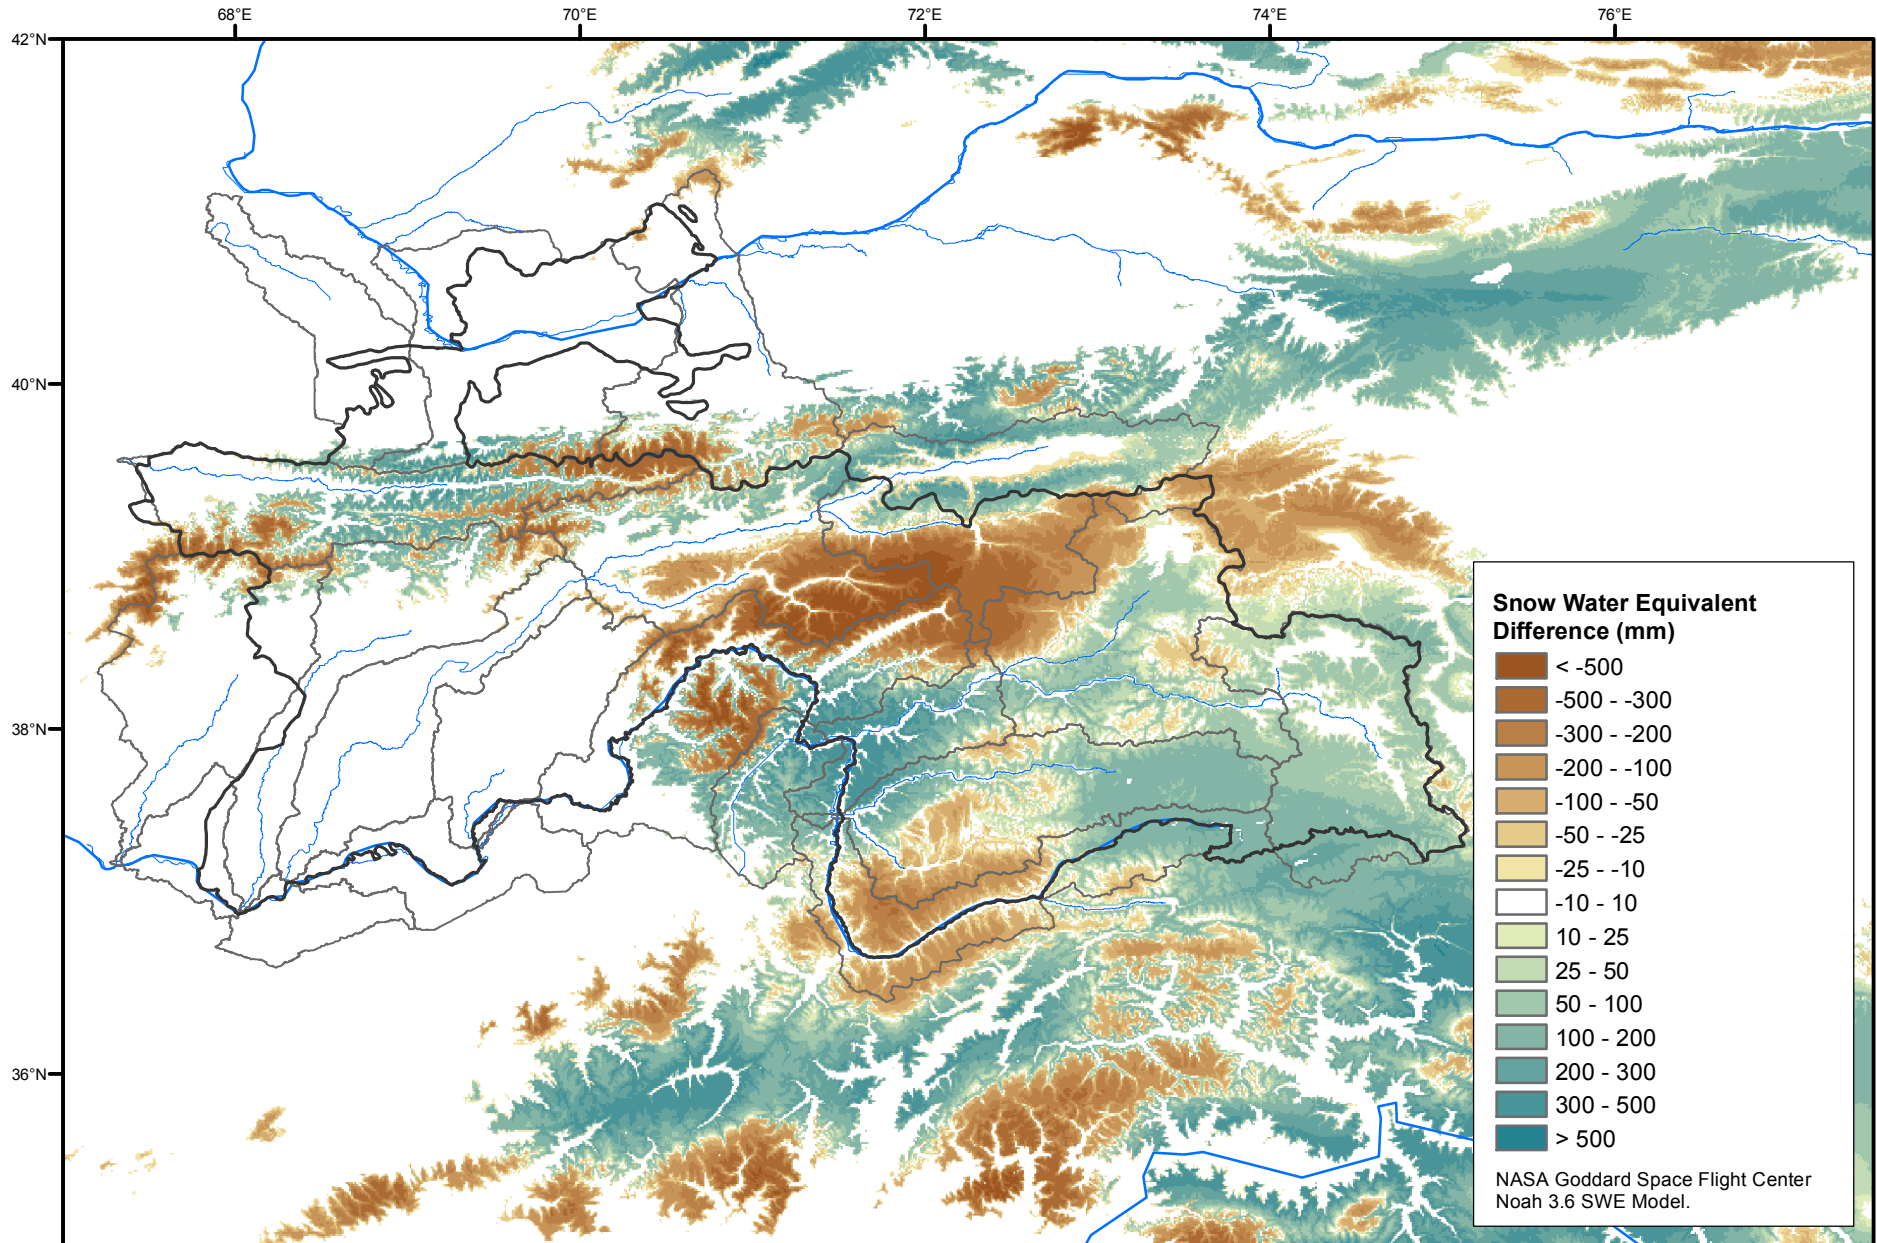 68°E
70°E
72°E
74°E
76°E
42°N
40°N
38°N
36°N
Snow Water Equivalent
Difference (mm)
< -500
-500 - -300
-300 - -200
-200 - -100
-100 - -50
-50 - -25
-25 - -10
-10 - 10
10 - 25
25 - 50
50 - 100
100 - 200
200 - 300
300 - 500
> 500
NASA Goddard Space Flight Center
Noah 3.6 SWE Model.